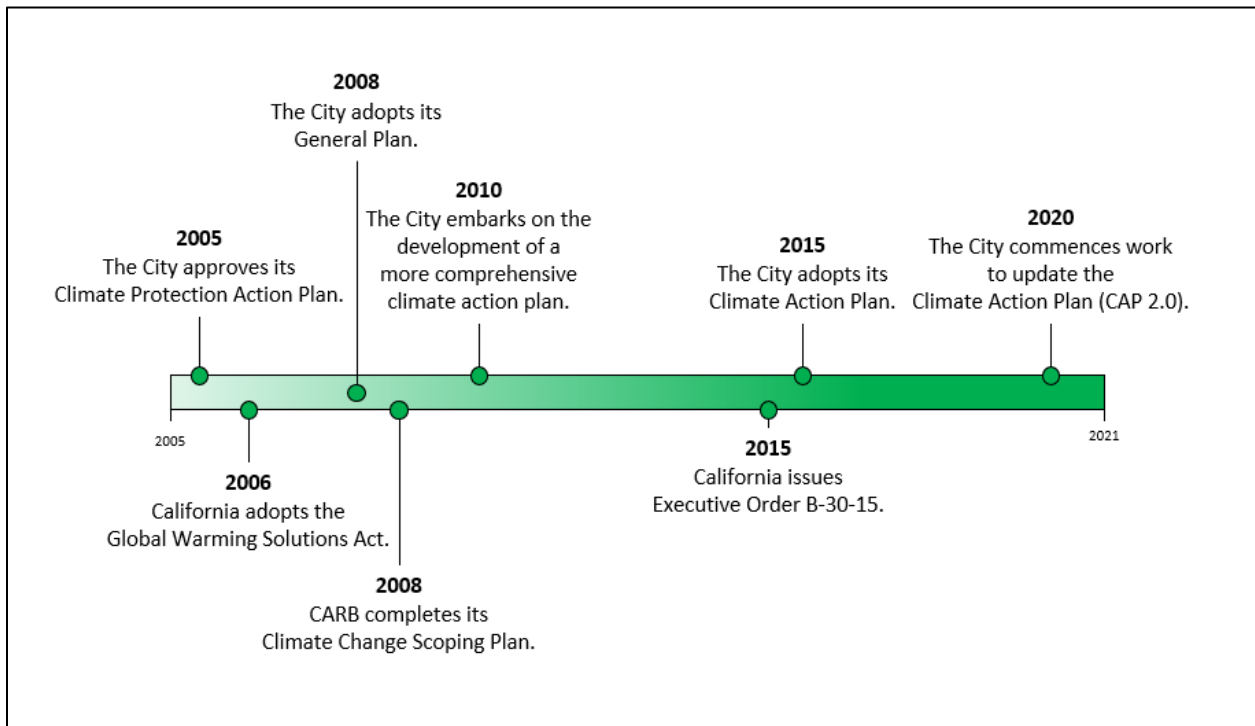 2008
The City adopts its
General Plan.
2010
The City embarks on the
development of a
more comprehensive
climate action plan.
2005
The City approves its
Climate Protection Action Plan.
2015
The City adopts its
Climate Action Plan.
2020
The City commences work
to update the
Climate Action Plan (CAP 2.0).
2005
2021
2006
California adopts the
Global Warming Solutions Act.
2015
California issues
Executive Order B-30-15.
2008
CARB completes its
Climate Change Scoping Plan.